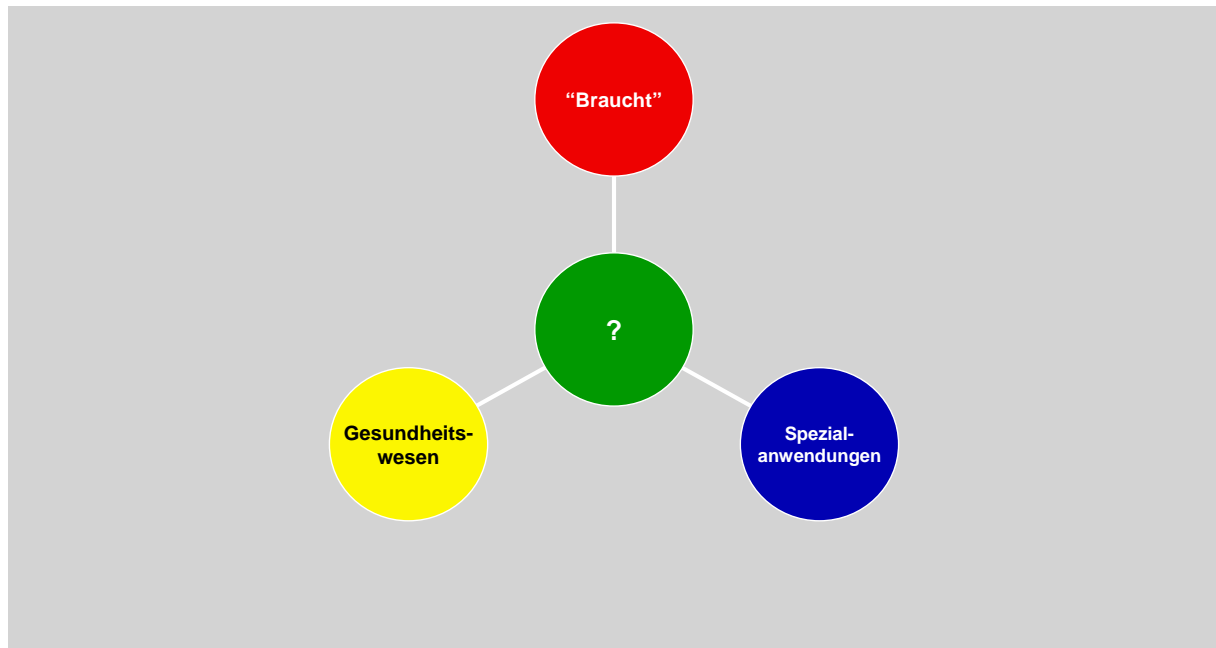 “Braucht”
?
Gesundheits-
wesen
Spezial-
anwendungen